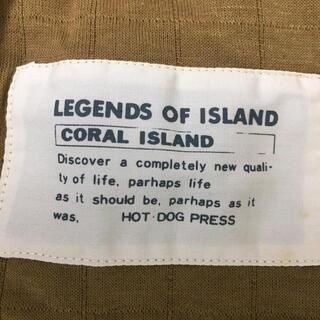 LEGENDS OF ISLAND
CORAL ISLAND
Discover a completely new quali-
ty of life, parhaps life
as it should be, parhaps as it
was, HOT·DOG PRESS